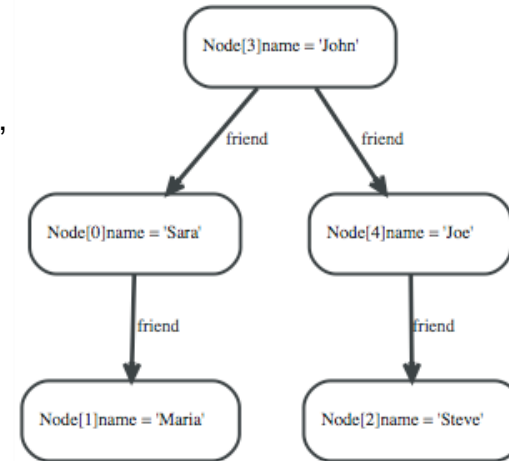 Node[3]name = 'John'
,
friend friend
Node[0]name = 'Sara' Node[4]name = 'Joe'
friend friend
Node[1]name = 'Maria' Node[2]name = 'Steve'